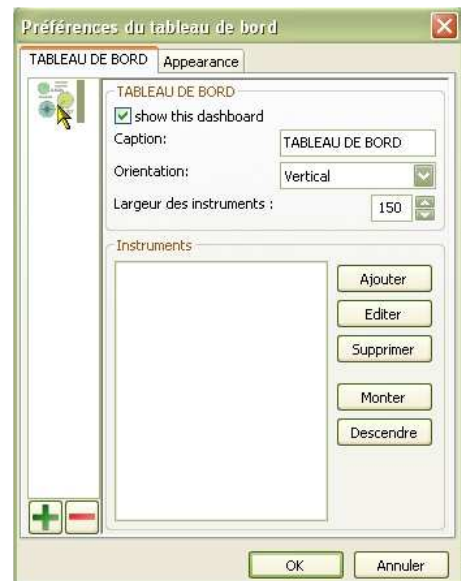 Préférences du tableau de bord
TABLEAU DE BORD Appearance
TABLEAU DE BORD
show this dashboard
Caption: TABLEAU DE BORD
Orientation: Vertical
Largeur des instruments : 150
Instruments
Ajouter
Editer
Supprimer
Monter
Descendre
OK Annuler